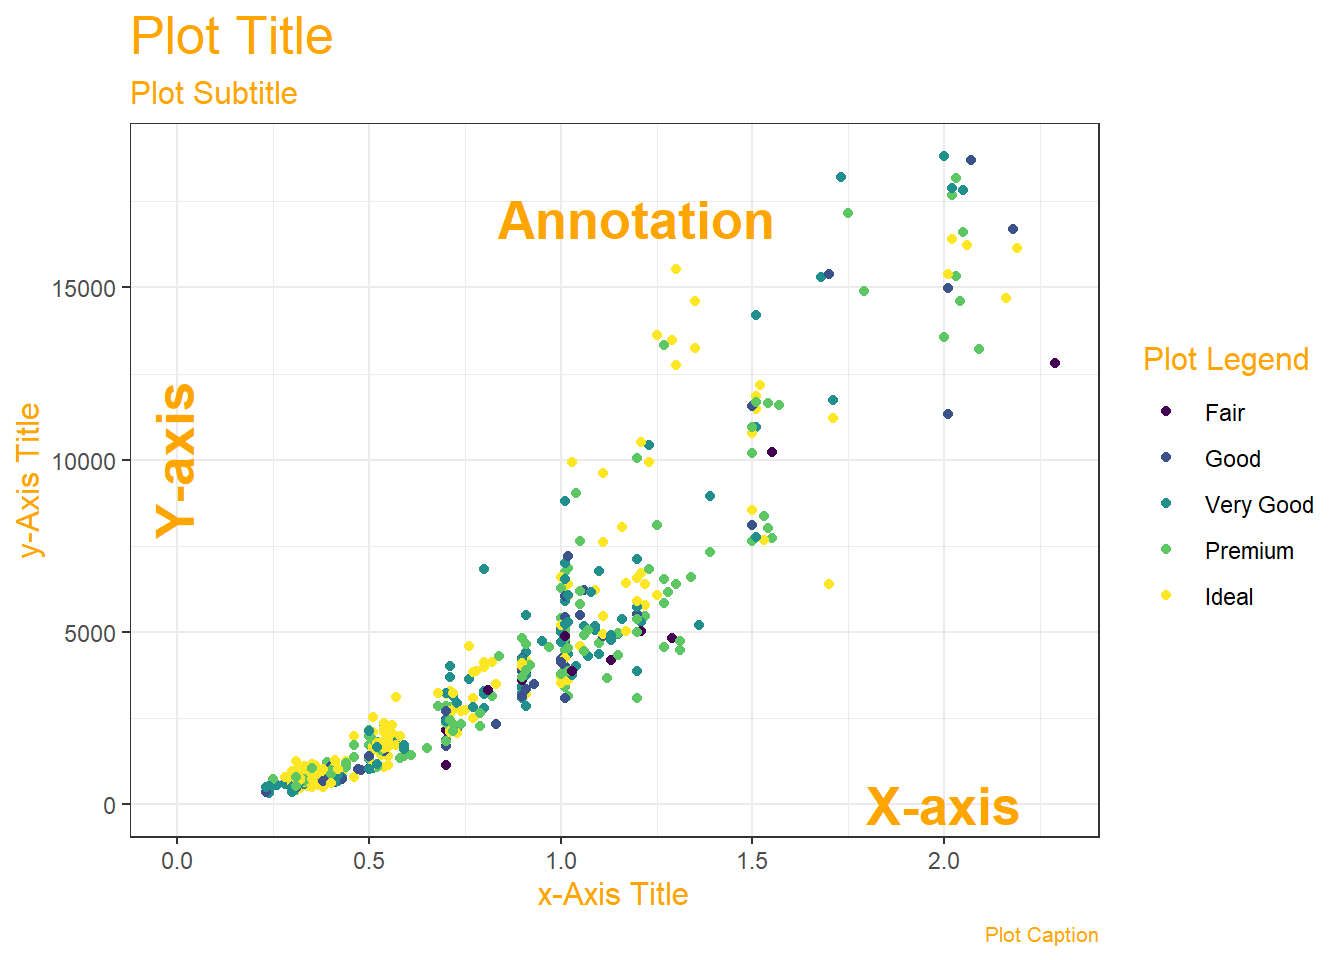 Plot Title
Plot Subtitle
Annotation
Y-axis
X-axis
y-Axis Title
15000
10000
5000
0
0.0
0.5
1.0
1.5
2.0
x-Axis Title
Plot Legend
Fair
Good
Very Good
Premium
Ideal
Plot Caption